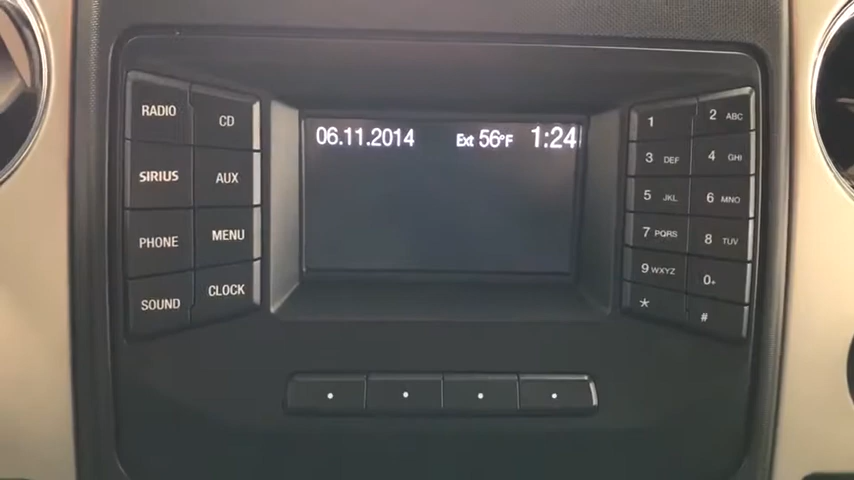 RADIO
CD
SIRIUS
AUX
PHONE
MENU
SOUND
CLOCK
06.11.2014 Ext 56°F 1:24
1
2 ABC
3 DEF
4 GHI
5 JKL
6 MNO
7 PQRS
8 TUV
9 WXYZ
0+
*
#